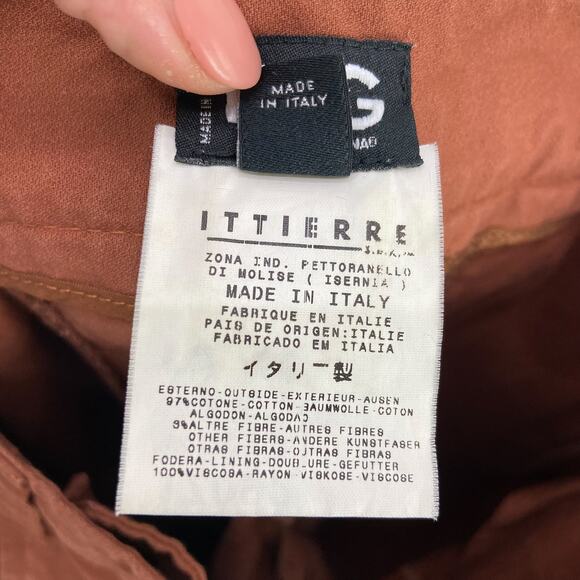 MADE
IN ITALY
MADE IN
G
ITTIERRE
S.p.A.
ZONA IND. PETTORANELLO
DI MOLISE ( ISERNIA )
MADE IN ITALY
FABRIQUE EN ITALIE
PAIS DE ORIGEN:ITALIE
FABRICADO EM ITALIA
イタリー製
ESTERNO-OUTSIDE-EXTERIEUR-AUSEN
97%COTONE-COTTON-BAUMWOLLE-COTON
ALGODON-ALGODAO
3%ALTRE FIBRE-AUTRES FIBRES
OTHER FIBERS-ANDERE KUNSTFASER
OTRAS FIBRAS-OUTRAS FIBRAS
FODERA-LINING-DOUBLURE-GEFUTTER
100%VISCOSA-RAYON-VISKOSE-VISCOSE